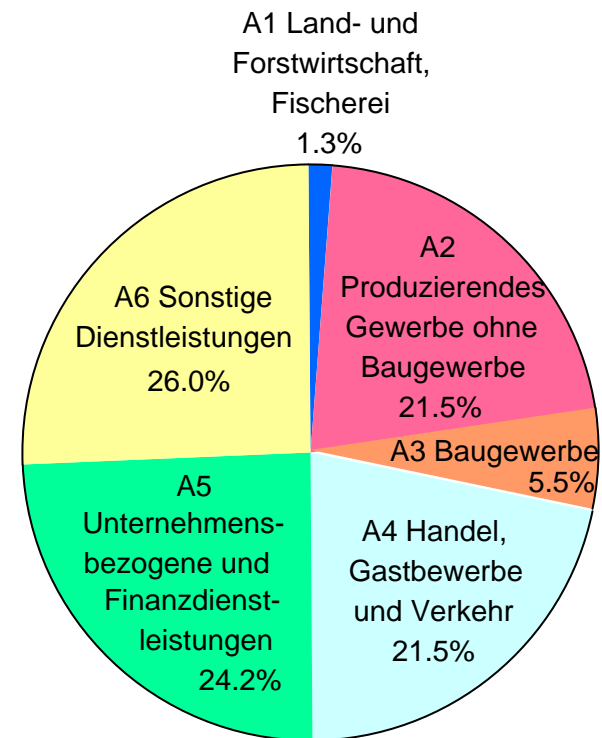 A1 Land- und
Forstwirtschaft,
Fischerei
1.3%
A2
Produzierendes
Gewerbe ohne
Baugewerbe
21.5%
A3 Baugewerbe
5.5%
A4 Handel,
Gastbewerbe
und Verkehr
21.5%
A5
Unternehmens-
bezogene und
Finanzdienst-
leistungen
24.2%
A6 Sonstige
Dienstleistungen
26.0%